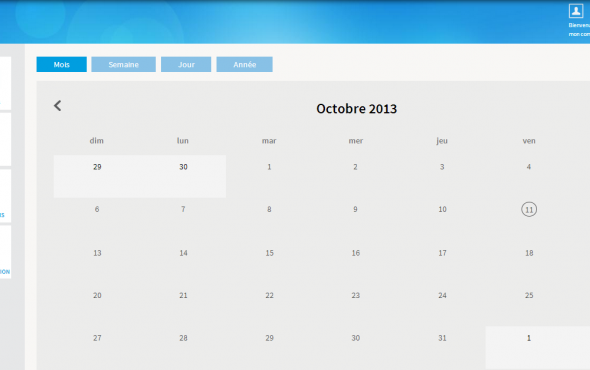 Bienven
mon com
Mois Semaine Jour Année
Octobre 2013
dim lun mar mer jeu ven
29 30 1 2 3 4
6 7 8 9 10 11
13 14 15 16 17 18
20 21 22 23 24 25
27 28 29 30 31 1